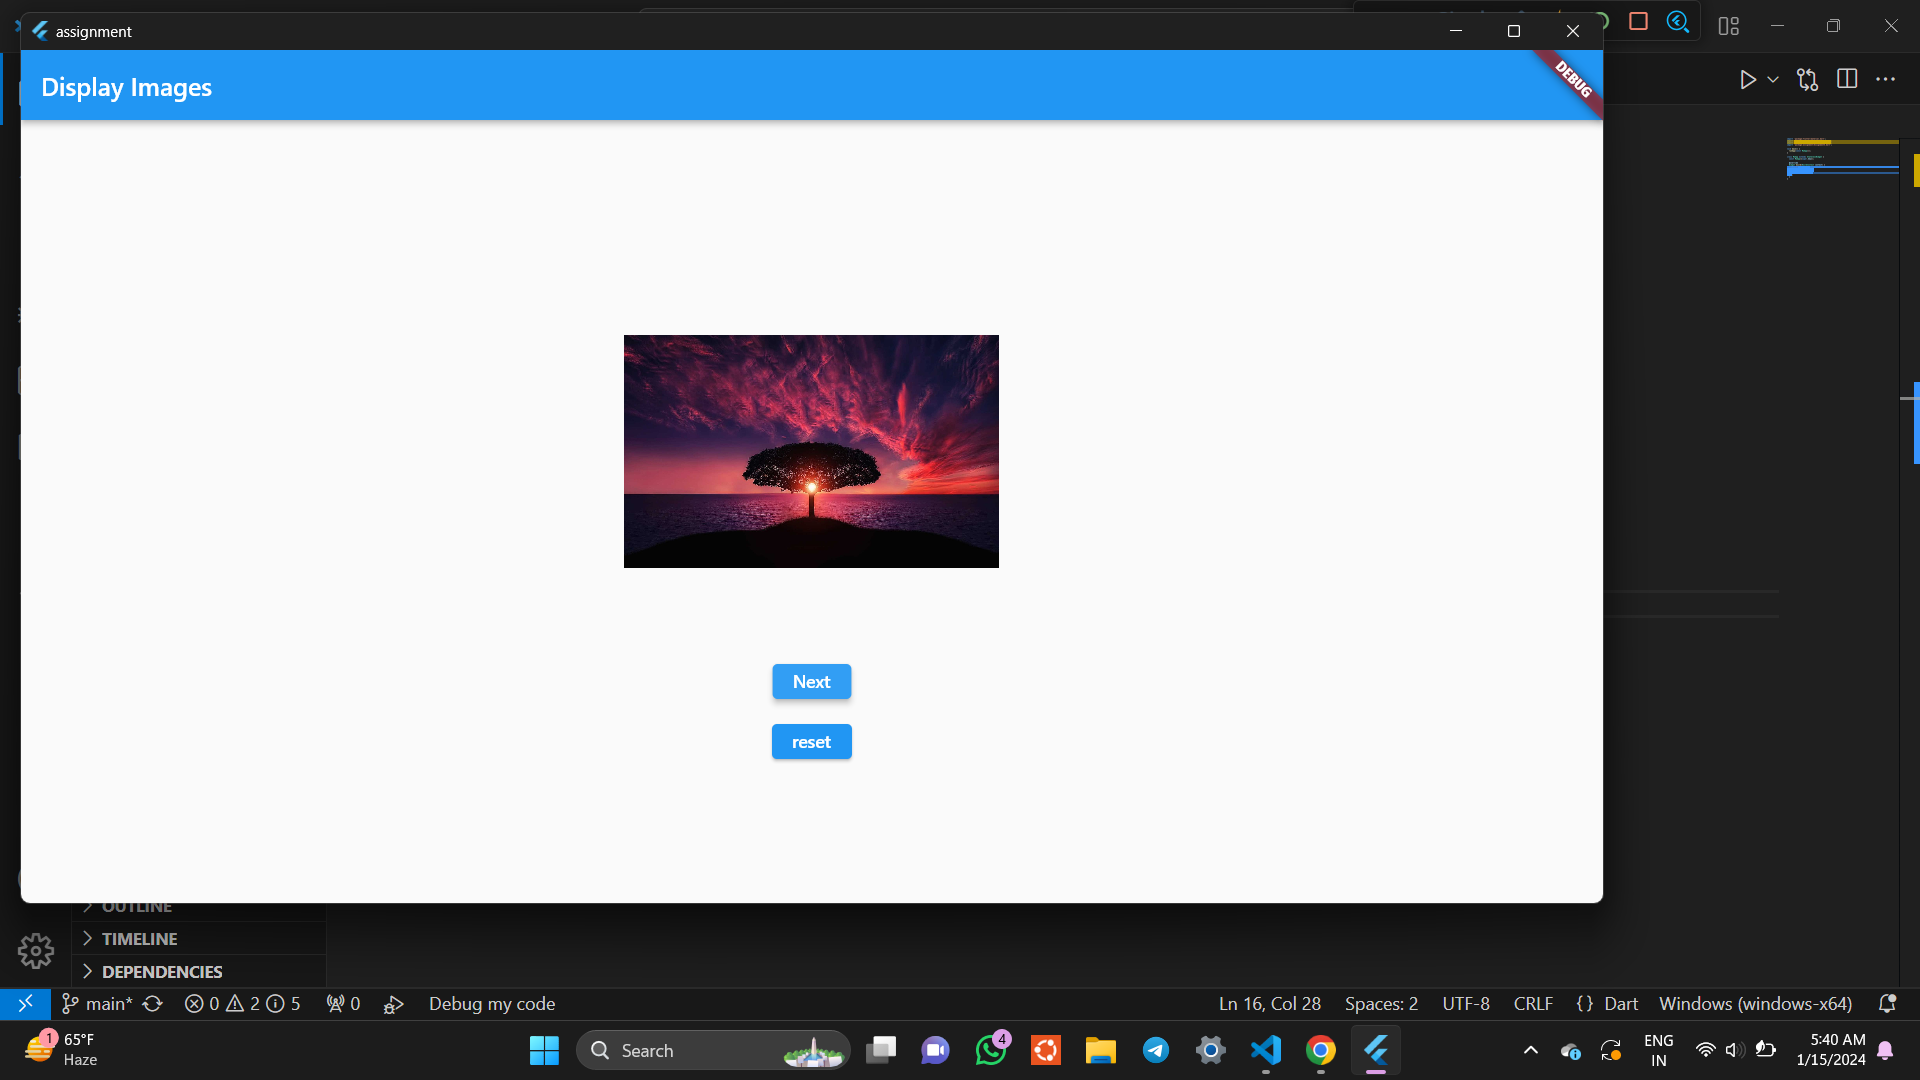 assignment
Display Images
DEBUG
Next
reset
OUTLINE
TIMELINE
DEPENDENCIES
main* 0 2 5 0 Debug my code Ln 16, Col 28 Spaces: 2 UTF-8 CRLF {} Dart Windows (windows-x64)
1 65°F
Haze
Search
4
ENG
IN
5:40 AM
1/15/2024